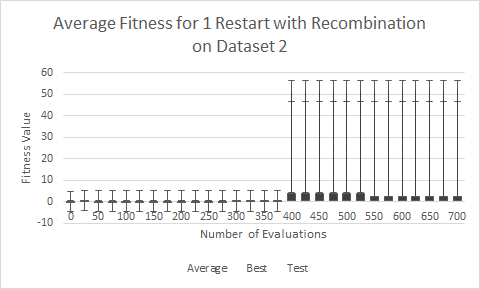 Average Fitness for 1 Restart with Recombination
on Dataset 2
60
50
40
30
20
10
0
-10
Fitness Value
0 50 100 150 200 250 300 350 400 450 500 550 600 650 700
Number of Evaluations
Average Best Test